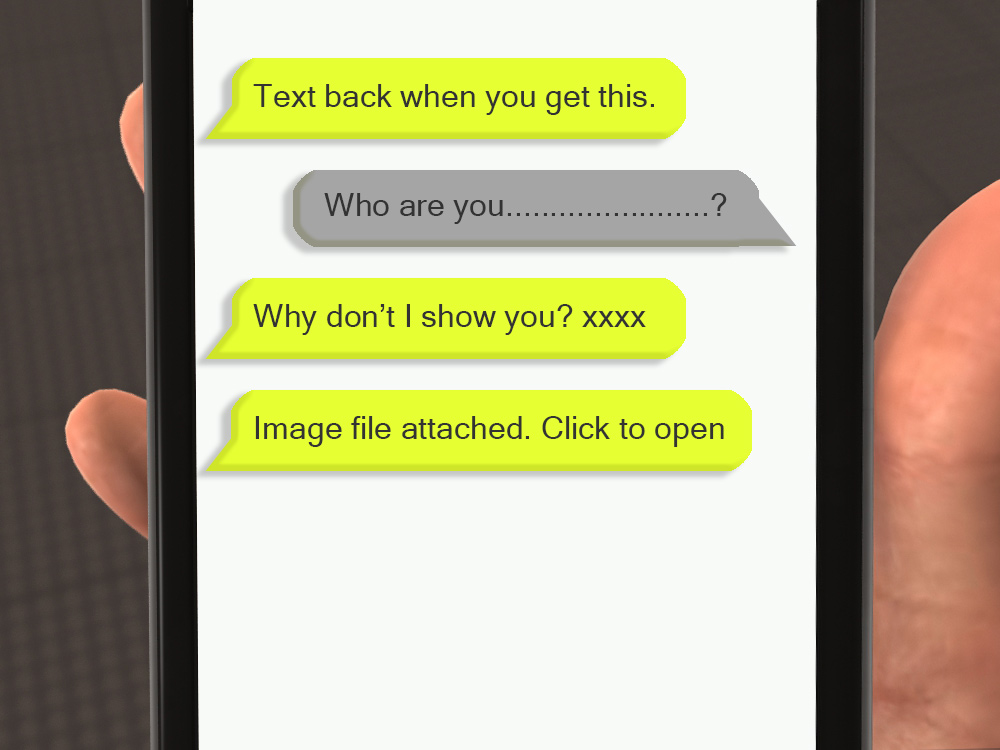 Text back when you get this.
Who are you.......................?
Why don’t I show you? xxxx
Image file attached. Click to open